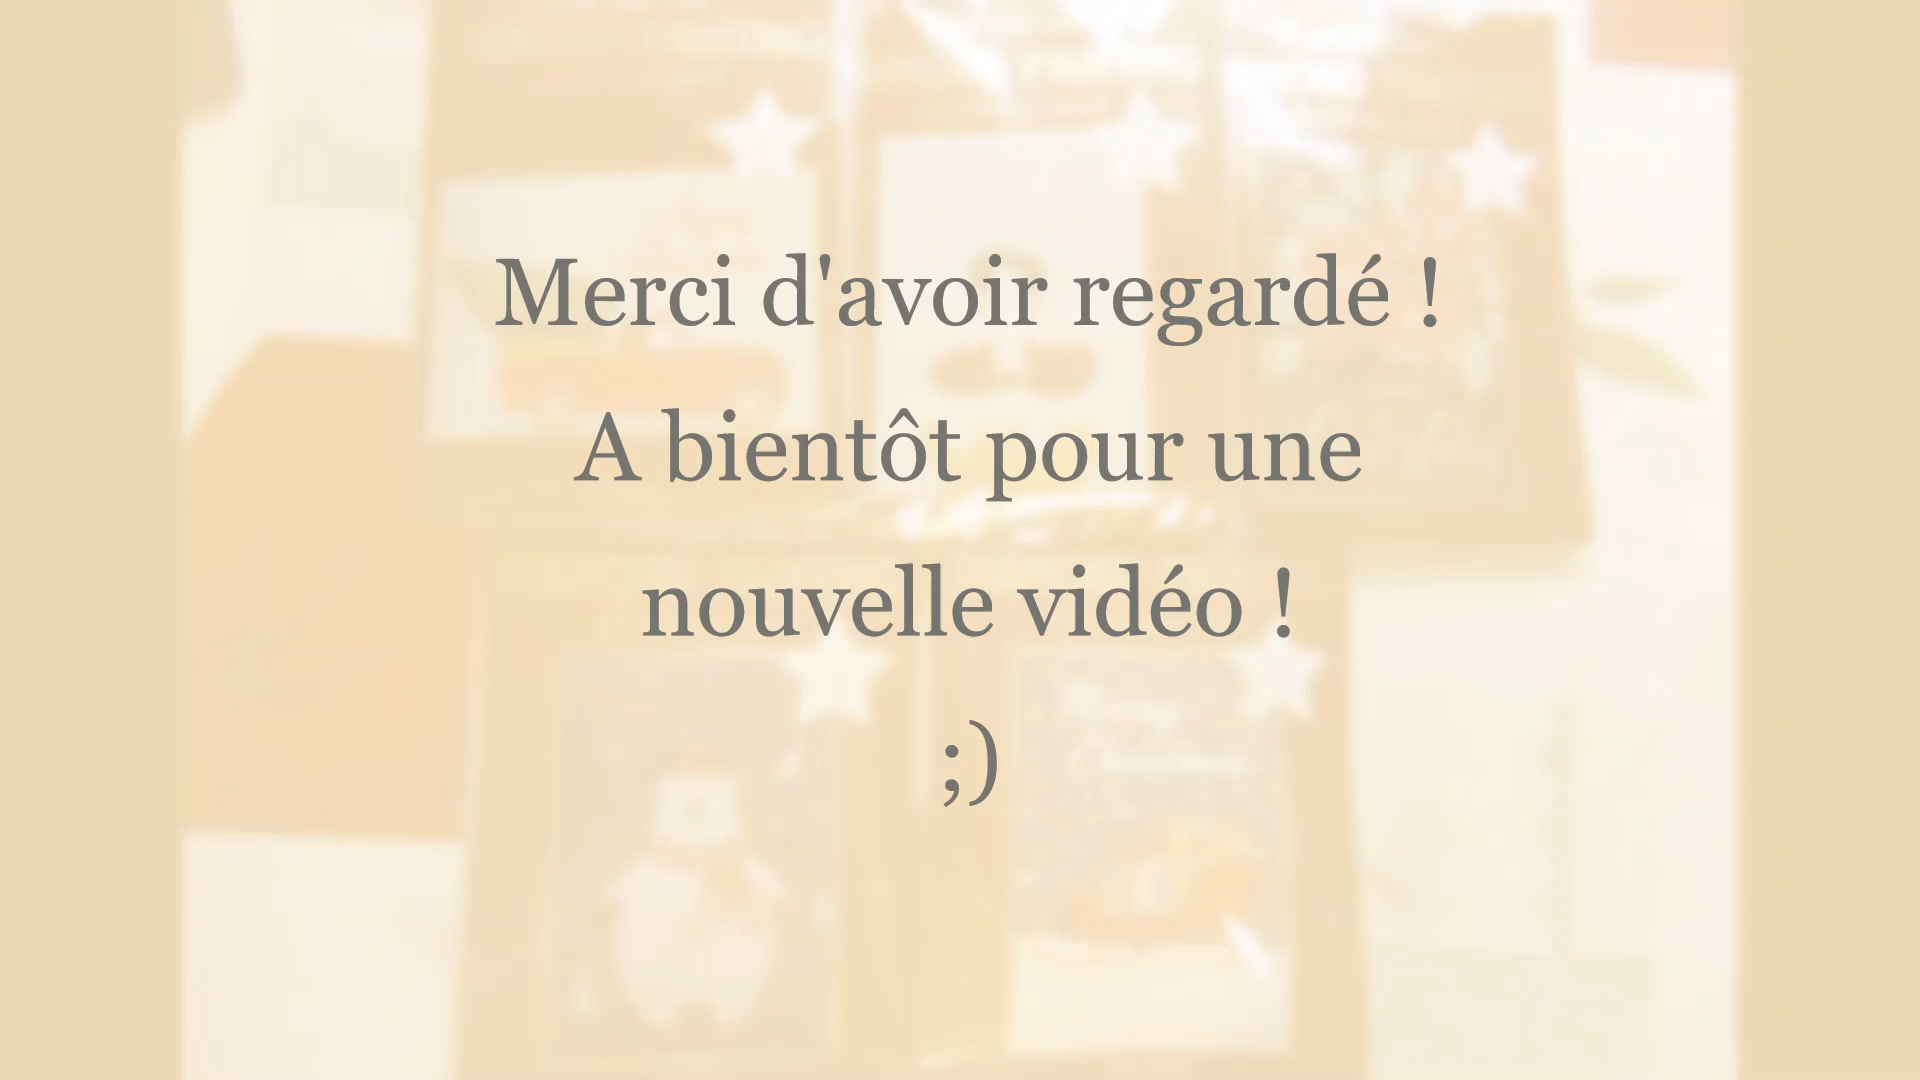 Merci d'avoir regardé !
A bientôt pour une
nouvelle vidéo !
;)